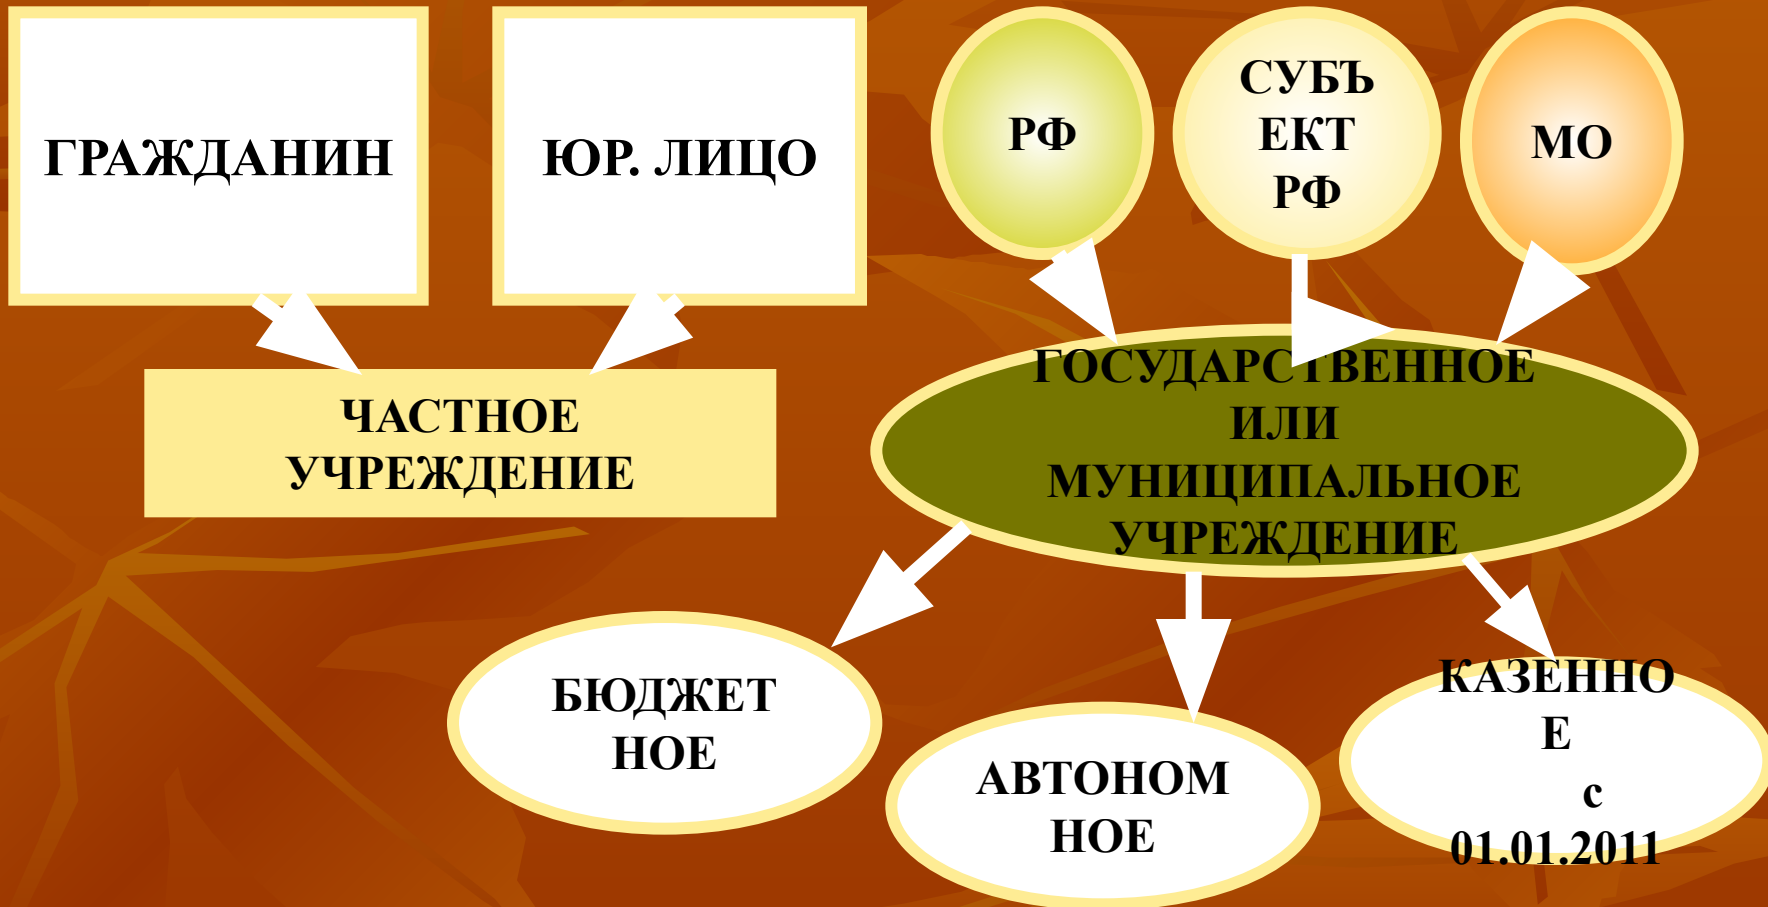 ГРАЖДАНИН
ЮР. ЛИЦО
РФ
СУБЪ
ЕКТ
РФ
МО
ЧАСТНОЕ
УЧРЕЖДЕНИЕ
ГОСУДАРСТВЕННОЕ
ИЛИ
МУНИЦИПАЛЬНОЕ
УЧРЕЖДЕНИЕ
БЮДЖЕТ
НОЕ
АВТОНОМ
НОЕ
КАЗЕННО
Е
с
01.01.2011